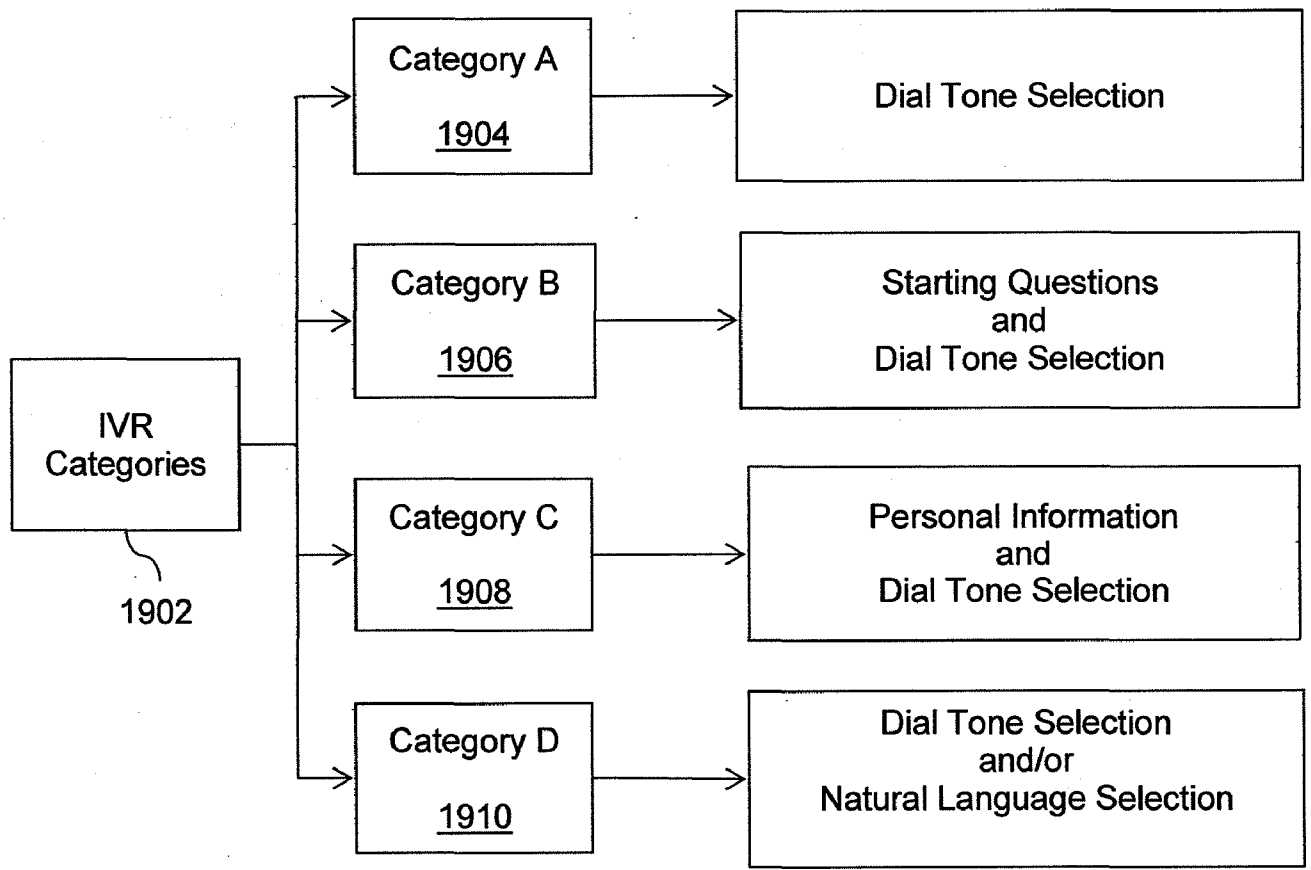 IVR
Categories
1902
Category A
1904
Dial Tone Selection
Category B
1906
Starting Questions
and
Dial Tone Selection
Category C
1908
Personal Information
and
Dial Tone Selection
Category D
1910
Dial Tone Selection
and/or
Natural Language Selection